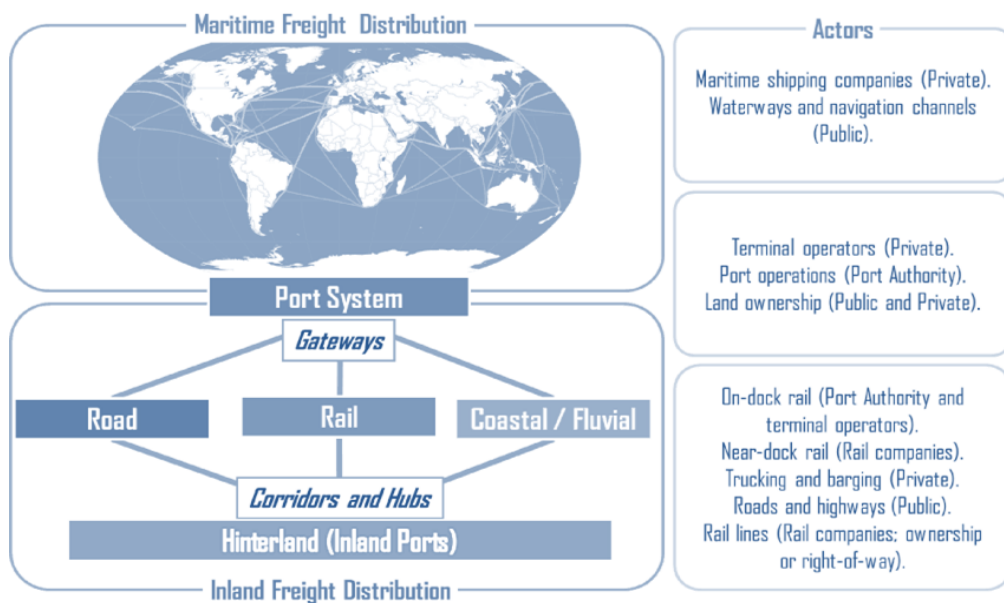 Maritime Freight Distribution
Port System
Gateways
Road
Rail
Coastal / Fluvial
Corridors and Hubs
Hinterland (Inland Ports)
Inland Freight Distribution
Actors
Maritime shipping companies (Private).
Waterways and navigation channels
(Public).
Terminal operators (Private).
Port operations (Port Authority).
Land ownership (Public and Private).
On-dock rail (Port Authority and
terminal operators).
Near-dock rail (Rail companies).
Trucking and barging (Private).
Roads and highways (Public).
Rail lines (Rail companies; ownership
or right-of-way).